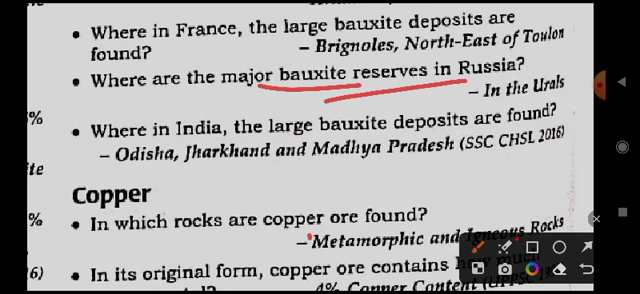 • Where in France, the large bauxite deposits are
found? – Brignoles, North-East of Toulon
• Where are the major bauxite reserves in Russia?
– In the Urals
%
• Where in India, the large bauxite deposits are found?
– Odisha, Jharkhand and Madhya Pradesh (SSC CHSL 2016)
ite
Copper
%
• In which rocks are copper ore found?
– Metamorphic and Igneous Rocks
6) • In its original form, copper ore contains how much
4% Copper Content (UPPSC